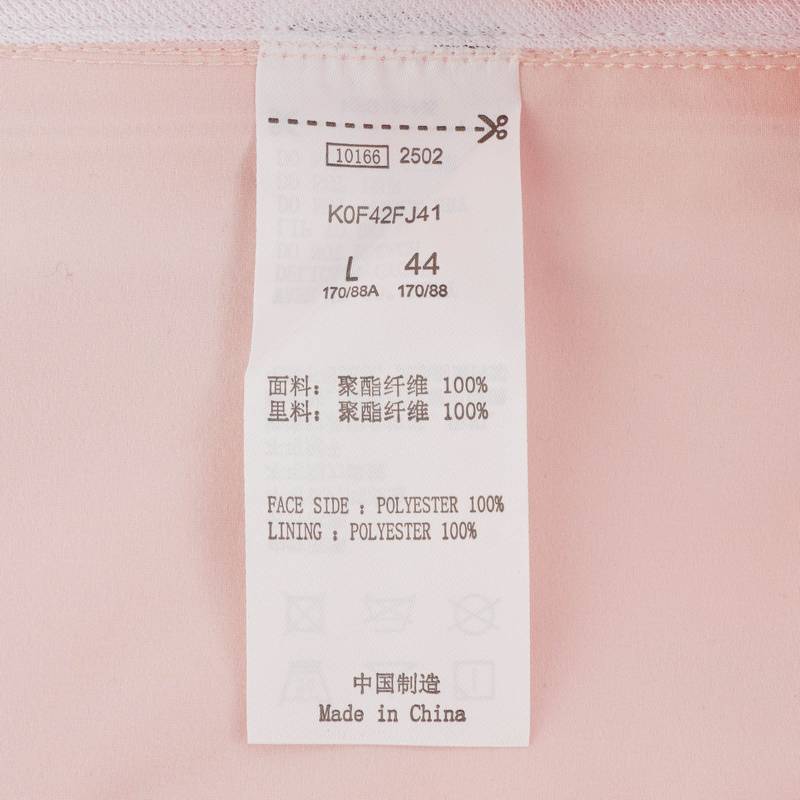 10166 2502
K0F42FJ41
L 44
170/88A 170/88
面料: 聚酯纤维 100%
里料: 聚酯纤维 100%
FACE SIDE : POLYESTER 100%
LINING : POLYESTER 100%
中国制造
Made in China